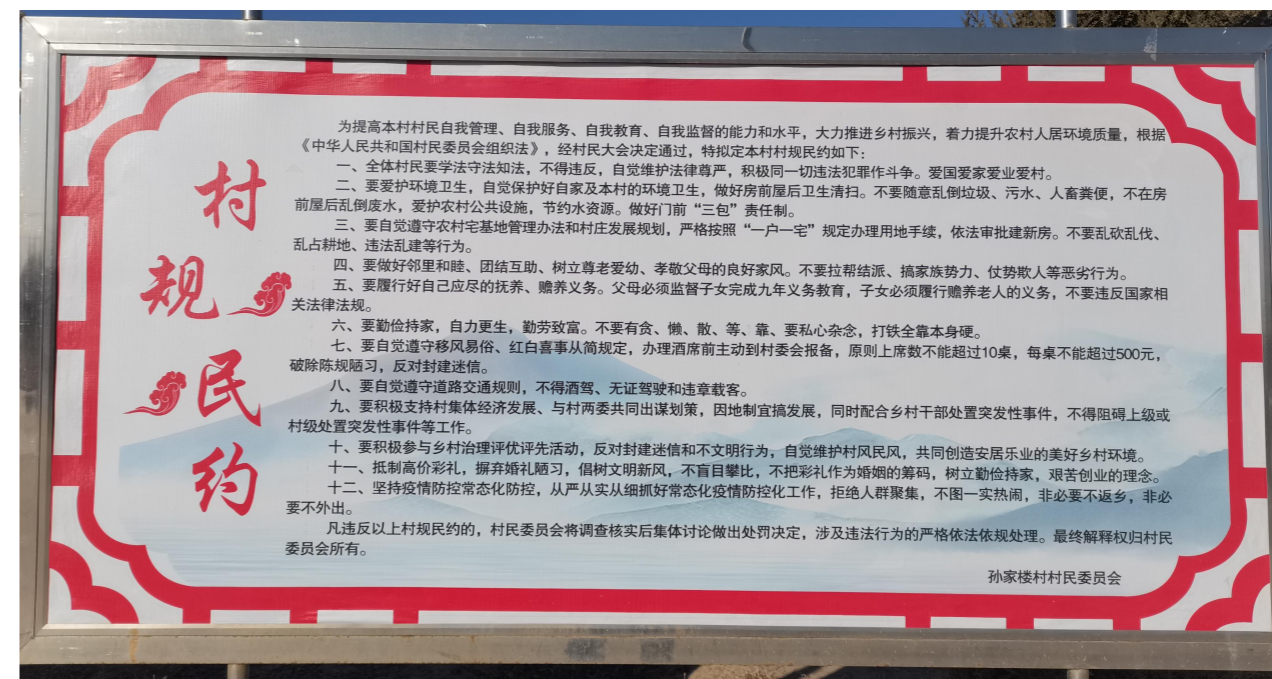 村规民约
为提高本村村民自我管理、自我服务、自我教育、自我监督的能力和水平，大力推进乡村振兴，着力提升农村人居环境质量，根据
《中华人民共和国村民委员会组织法》，经村民大会决定通过，特拟定本村村规民约如下：
一、全体村民要学法守法知法，不得违反，自觉维护法律尊严，积极同一切违法犯罪作斗争。爱国爱家爱业爱村。
二、要爱护环境卫生，自觉保护好自家及本村的环境卫生，做好房前屋后卫生清扫。不要随意乱倒垃圾、污水、人畜粪便，不在房
前屋后乱倒废水，爱护农村公共设施，节约水资源。做好门前“三包”责任制。
三、要自觉遵守农村宅基地管理办法和村庄发展规划，严格按照“一户一宅”规定办理用地手续，依法审批建新房。不要乱砍乱伐、
乱占耕地、违法乱建等行为。
四、要做好邻里和睦、团结互助、树立尊老爱幼、孝敬父母的良好家风。不要拉帮结派、搞家族势力、仗势欺人等恶劣行为。
五、要履行好自己应尽的抚养、赡养义务。父母必须监督子女完成九年义务教育，子女必须履行赡养老人的义务，不要违反国家相
关法律法规。
六、要勤俭持家，自力更生，勤劳致富。不要有贪、懒、散、等、靠、要私心杂念，打铁全靠本身硬。
七、要自觉遵守移风易俗、红白喜事从简规定，办理酒席前主动到村委会报备，原则上席数不能超过10桌，每桌不能超过500元，
破除陈规陋习，反对封建迷信。
八、要自觉遵守道路交通规则，不得酒驾、无证驾驶和违章载客。
九、要积极支持村集体经济发展、与村两委共同出谋划策，因地制宜搞发展，同时配合乡村干部处置突发性事件，不得阻碍上级或
村级处置突发性事件等工作。
十、要积极参与乡村治理评优评先活动，反对封建迷信和不文明行为，自觉维护村风民风，共同创造安居乐业的美好乡村环境。
十一、抵制高价彩礼，摒弃婚礼陋习，倡树文明新风，不盲目攀比，不把彩礼作为婚姻的筹码，树立勤俭持家，艰苦创业的理念。
十二、坚持疫情防控常态化防控，从严从实从细抓好常态化疫情防控化工作，拒绝人群聚集，不图一实热闹，非必要不返乡，非必
要不外出。
凡违反以上村规民约的，村民委员会将调查核实后集体讨论做出处罚决定，涉及违法行为的严格依法依规处理。最终解释权归村民
委员会所有。
孙家楼村村民委员会